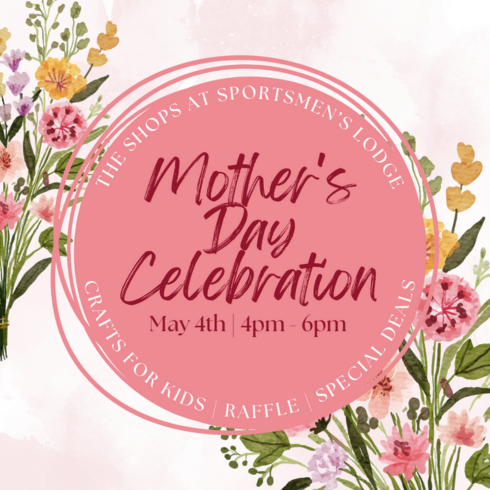 THE SHOPS AT SPORTSMEN'S LODGE
Mother's
Day
Celebration
May 4th | 4pm - 6pm
CRAFTS FOR KIDS | RAFFLE | SPECIAL DEALS